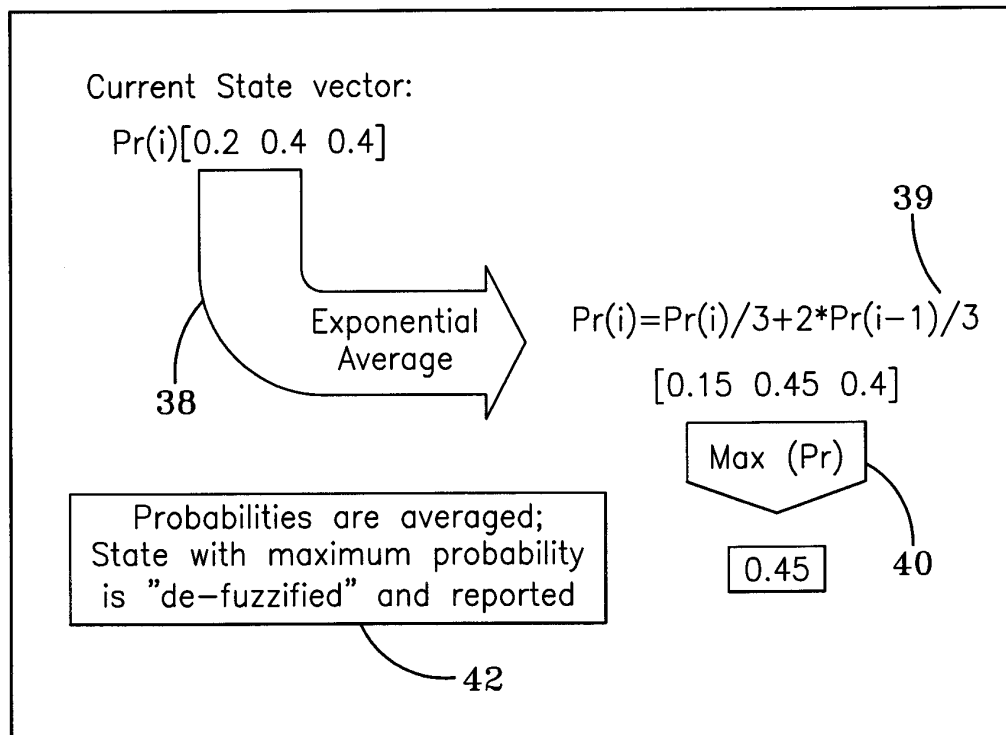 Current State vector:
Pr(i)[0.2 0.4 0.4]
39
Exponential
Average
Pr(i)=Pr(i)/3+2*Pr(i-1)/3
38
[0.15 0.45 0.4]
Max (Pr)
40
0.45
Probabilities are averaged;
State with maximum probability
is "de-fuzzified" and reported
42